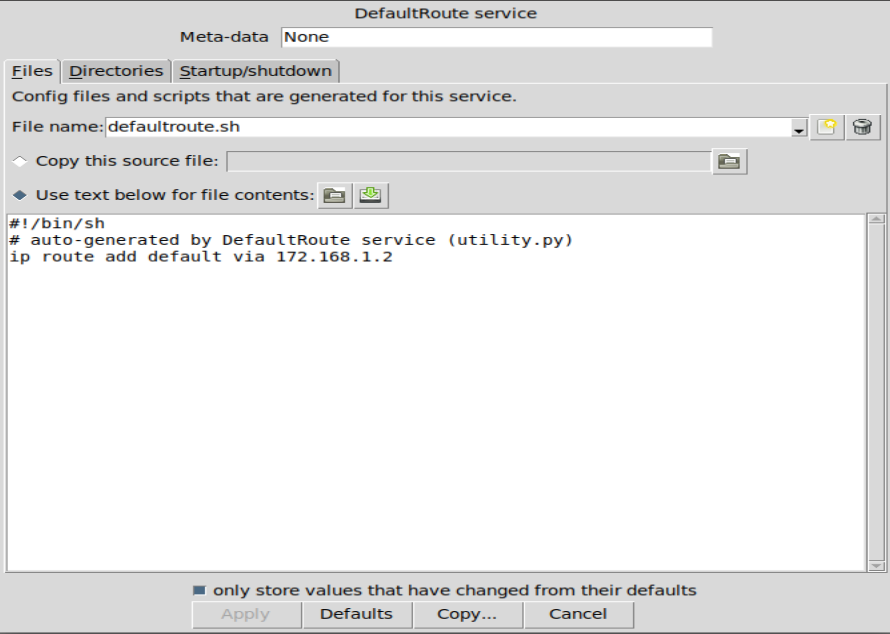 DefaultRoute service
Meta-data None
Files Directories Startup/shutdown
Config files and scripts that are generated for this service.
File name: defaultroute.sh
Copy this source file:
Use text below for file contents:
#!/bin/sh
# auto-generated by DefaultRoute service (utility.py)
ip route add default via 172.168.1.2
only store values that have changed from their defaults
Apply Defaults Copy... Cancel